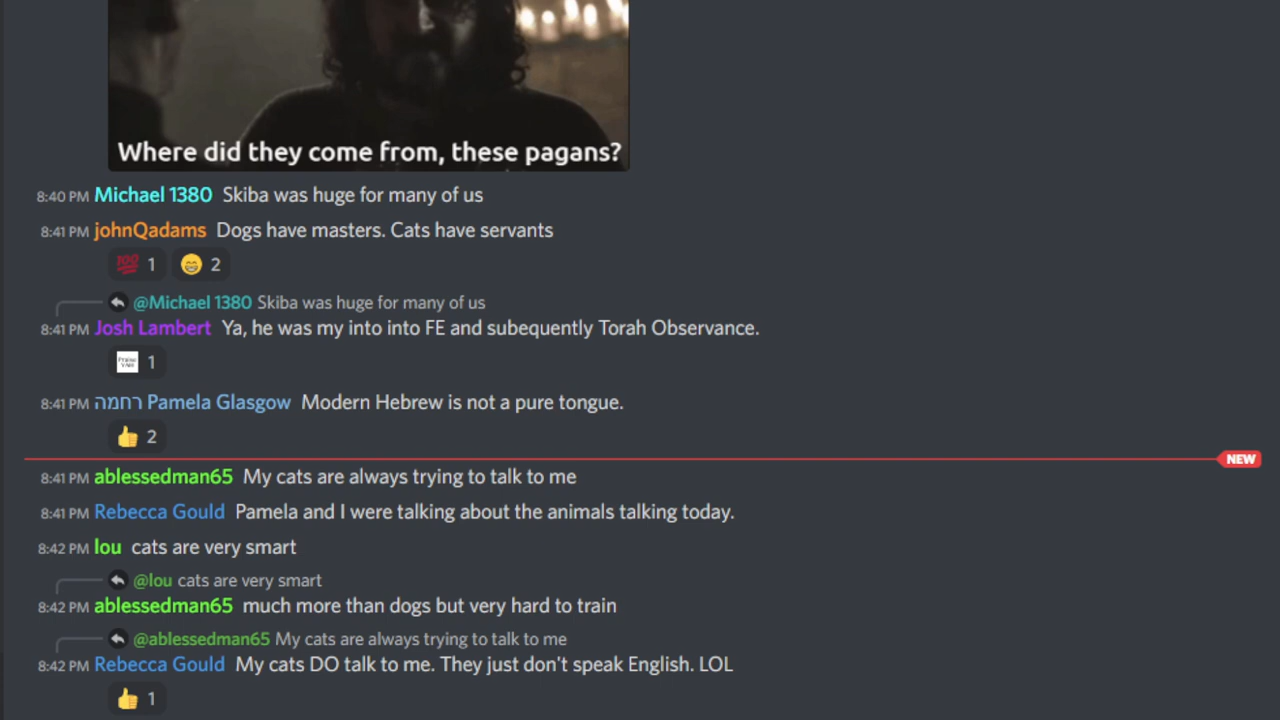 Where did they come from, these pagans?
8:40 PM Michael 1380 Skiba was huge for many of us
8:41 PM johnQadams Dogs have masters. Cats have servants
100 1 2
@Michael 1380 Skiba was huge for many of us
8:41 PM Josh Lambert Ya, he was my into into FE and subequently Torah Observance.
1
8:41 PM רחמה Pamela Glasgow Modern Hebrew is not a pure tongue.
2
NEW
8:41 PM ablessedman65 My cats are always trying to talk to me
8:41 PM Rebecca Gould Pamela and I were talking about the animals talking today.
8:42 PM lou cats are very smart
@lou cats are very smart
8:42 PM ablessedman65 much more than dogs but very hard to train
@ablessedman65 My cats are always trying to talk to me
8:42 PM Rebecca Gould My cats DO talk to me. They just don't speak English. LOL
1